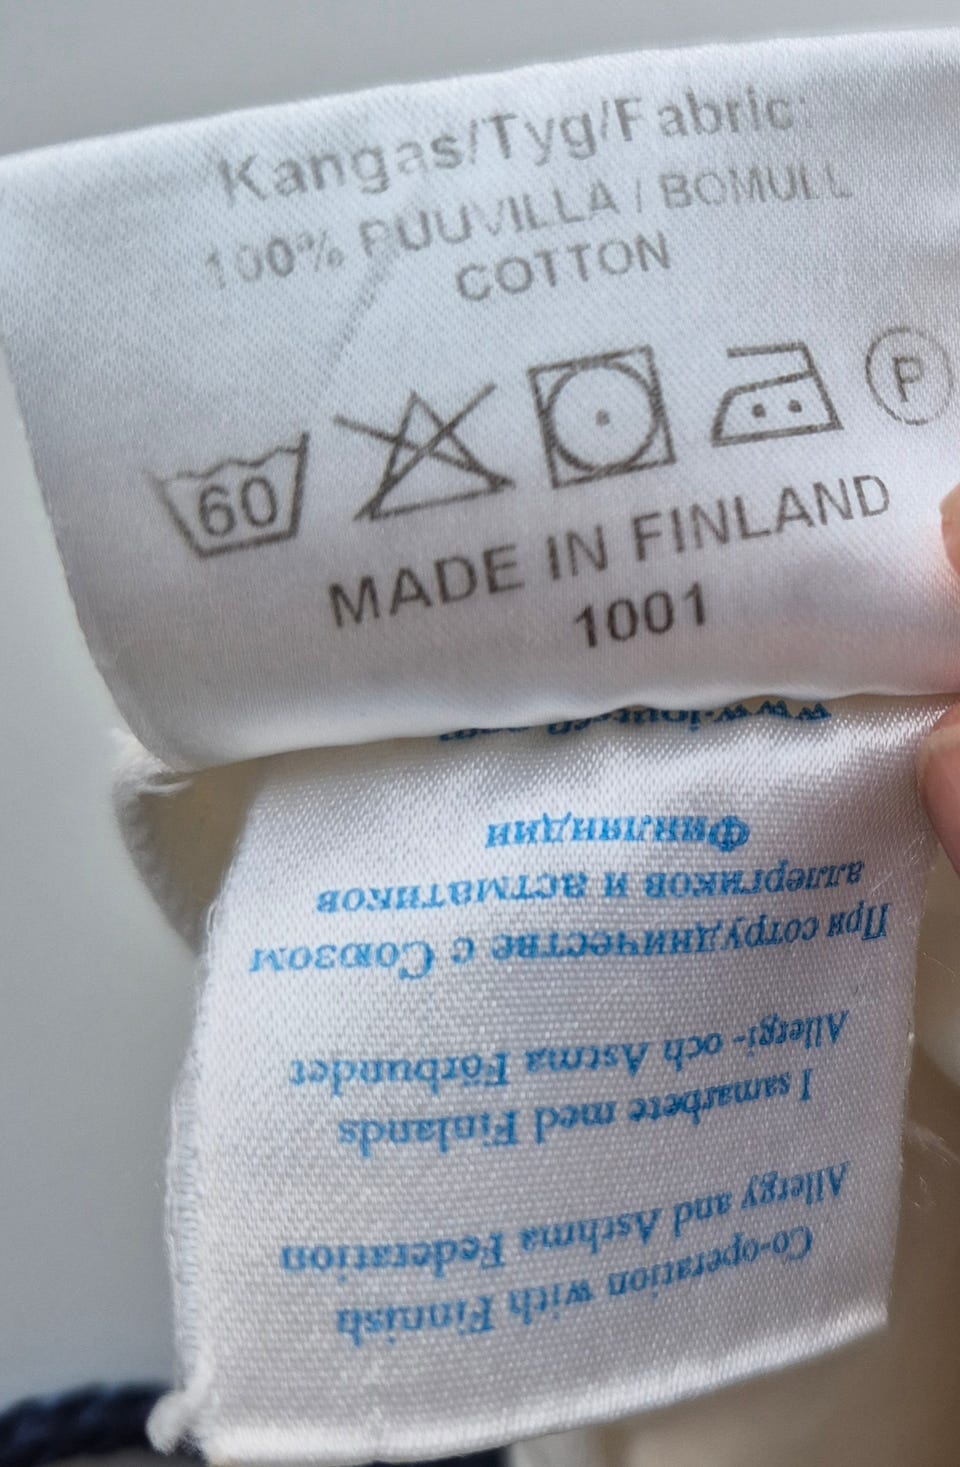 Kangas/Tyg/Fabric:
100% PUUVILLA / BOMULL
COTTON
60
P
MADE IN FINLAND
1001
Co-operation with Finnish
Allergy and Asthma Federation
I samarbete med Finlands
Allergi- och Astma Förbundet
При сотрудничестве с Союзом
аллергиков и астматиков
Финляндии